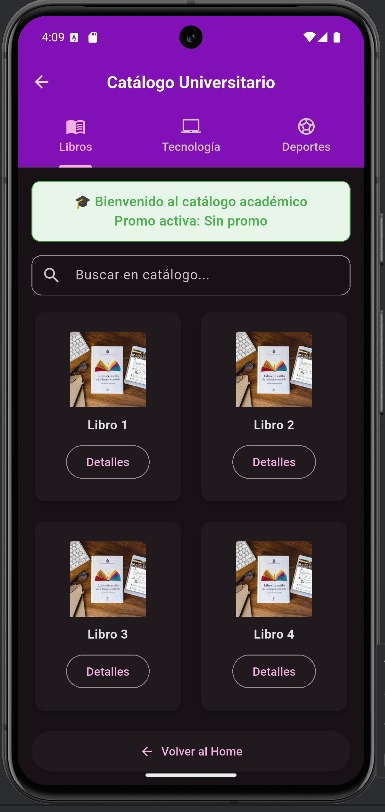 4:09
Catálogo Universitario
Libros
Tecnología
Deportes
🎓 Bienvenido al catálogo académico
Promo activa: Sin promo
Buscar en catálogo...
Libro 1
Libro 2
Detalles
Detalles
Libro 3
Libro 4
Detalles
Detalles
Volver al Home